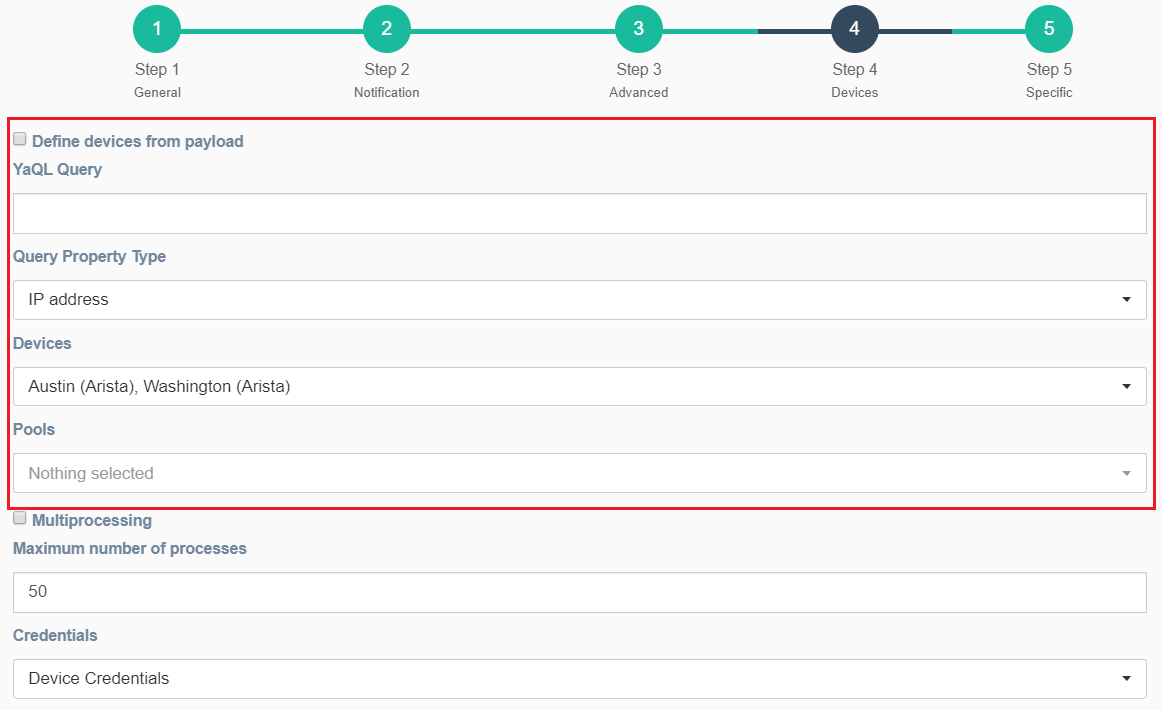 1 2 3 4 5
Step 1 Step 2 Step 3 Step 4 Step 5
General Notification Advanced Devices Specific
Define devices from payload
YaQL Query
Query Property Type
IP address
Devices
Austin (Arista), Washington (Arista)
Pools
Nothing selected
Multiprocessing
Maximum number of processes
50
Credentials
Device Credentials